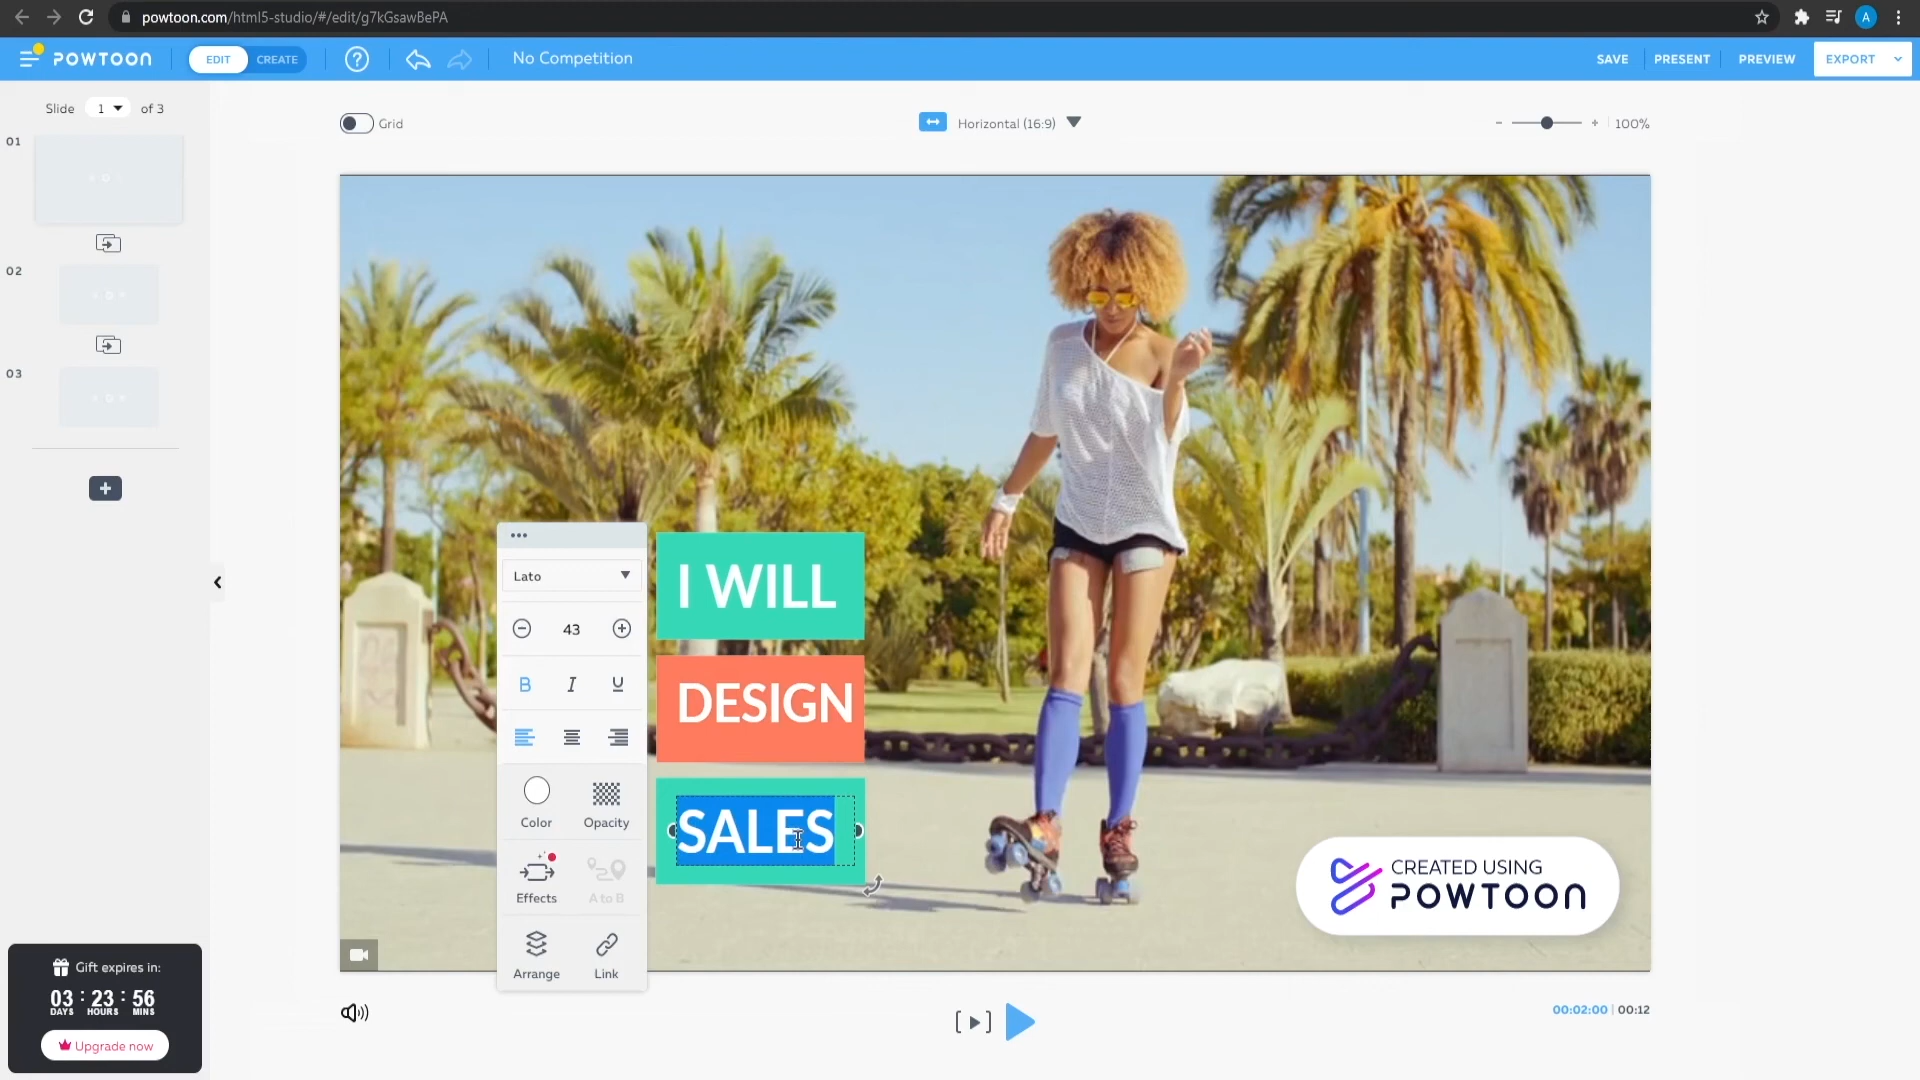 powtoon.com/html5-studio/#/edit/g7kGsawBePA
A
POWTOON
EDIT
CREATE
?
No Competition
SAVE
PRESENT
PREVIEW
EXPORT
Slide
1
of 3
Grid
Horizontal (16:9)
- + 100%
01
02
03
+
Lato
43
B I U
Color
Opacity
Effects
A to B
Arrange
Link
I WILL
DESIGN
SALES
CREATED USING
POWTOON
Gift expires in:
03 : 23 : 56
DAYS HOURS MINS
Upgrade now
00:02:00 | 00:12